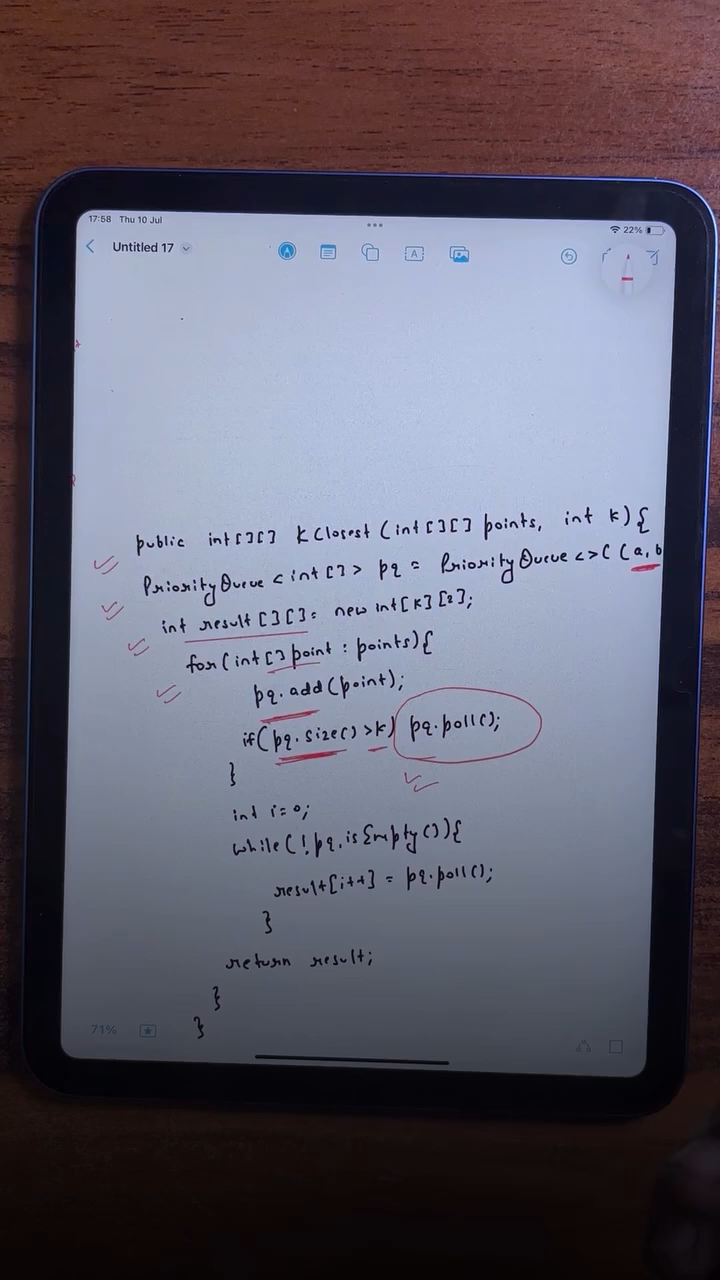 17:58 Thu 10 Jul
22%
Untitled 17
A
public int[][] kClosest(int[][] points, int k){
PriorityQueue<int[]> pq = PriorityQueue<>((a,b
int result[][]= new int[k][2];
for(int[] point : points){
pq.add(point);
if(pq.size()>k) pq.poll();
}
int i=0;
while(!pq.isEmpty()){
result[i++] = pq.poll();
}
return result;
}
}
71%